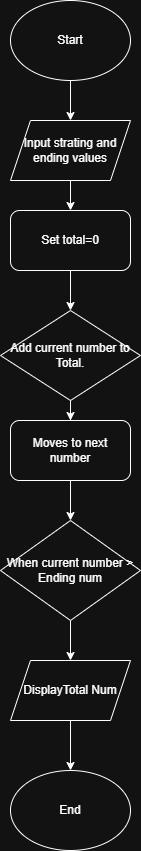 Start
Input strating and
ending values
Set total=0
Add current number to
Total.
Moves to next
number
When current number >
Ending num
DisplayTotal Num
End